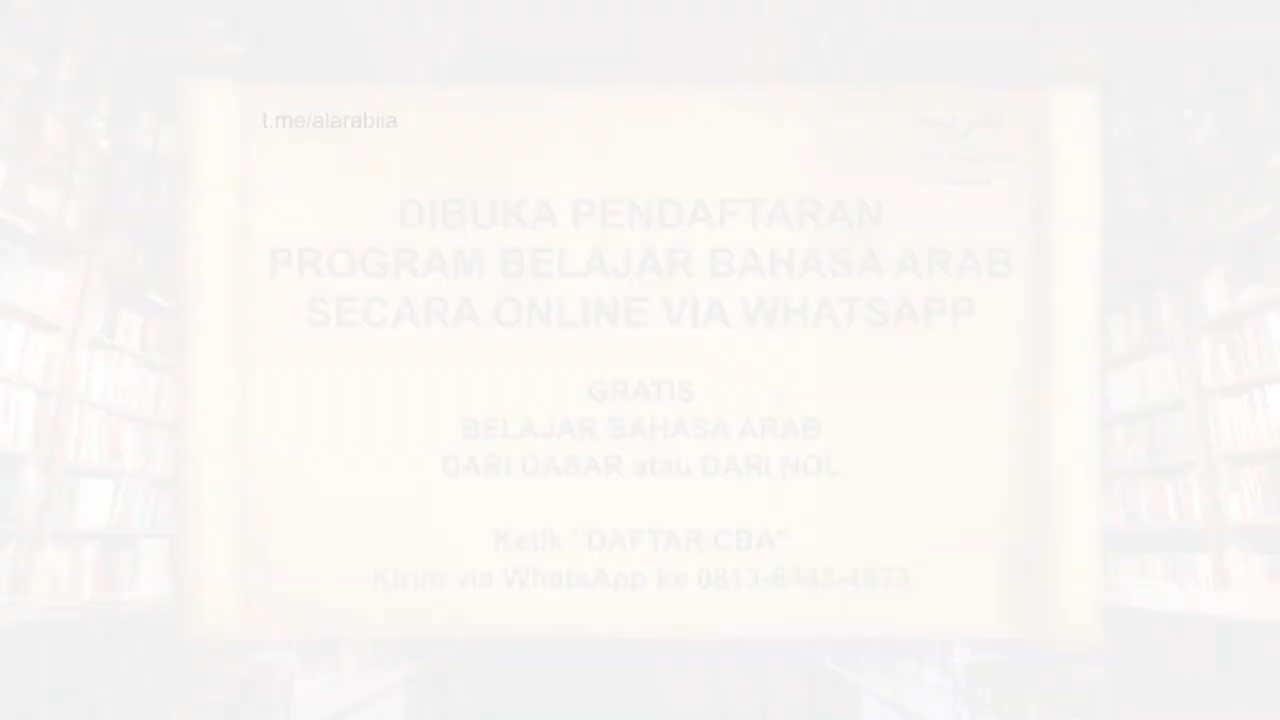 t.me/alarabiia
DIBUKA PENDAFTARAN
PROGRAM BELAJAR BAHASA ARAB
SECARA ONLINE VIA WHATSAPP
GRATIS
BELAJAR BAHASA ARAB
DARI DASAR atau DARI NOL
Ketik "DAFTAR CBA"
Kirim via WhatsApp ke